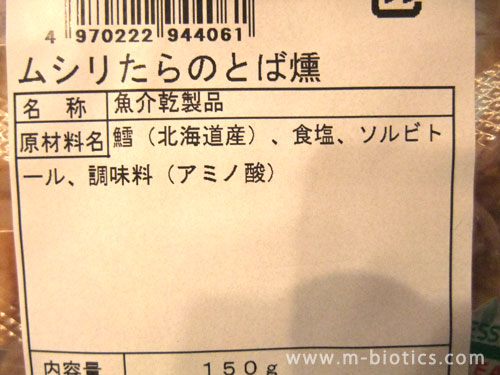 4 970222 944061
ムシリたらのとば燻
名 称 魚介乾製品
原材料名 鱈（北海道産）、食塩、ソルビト
ール、調味料（アミノ酸）
内容量 150g
www.m-biotics.com